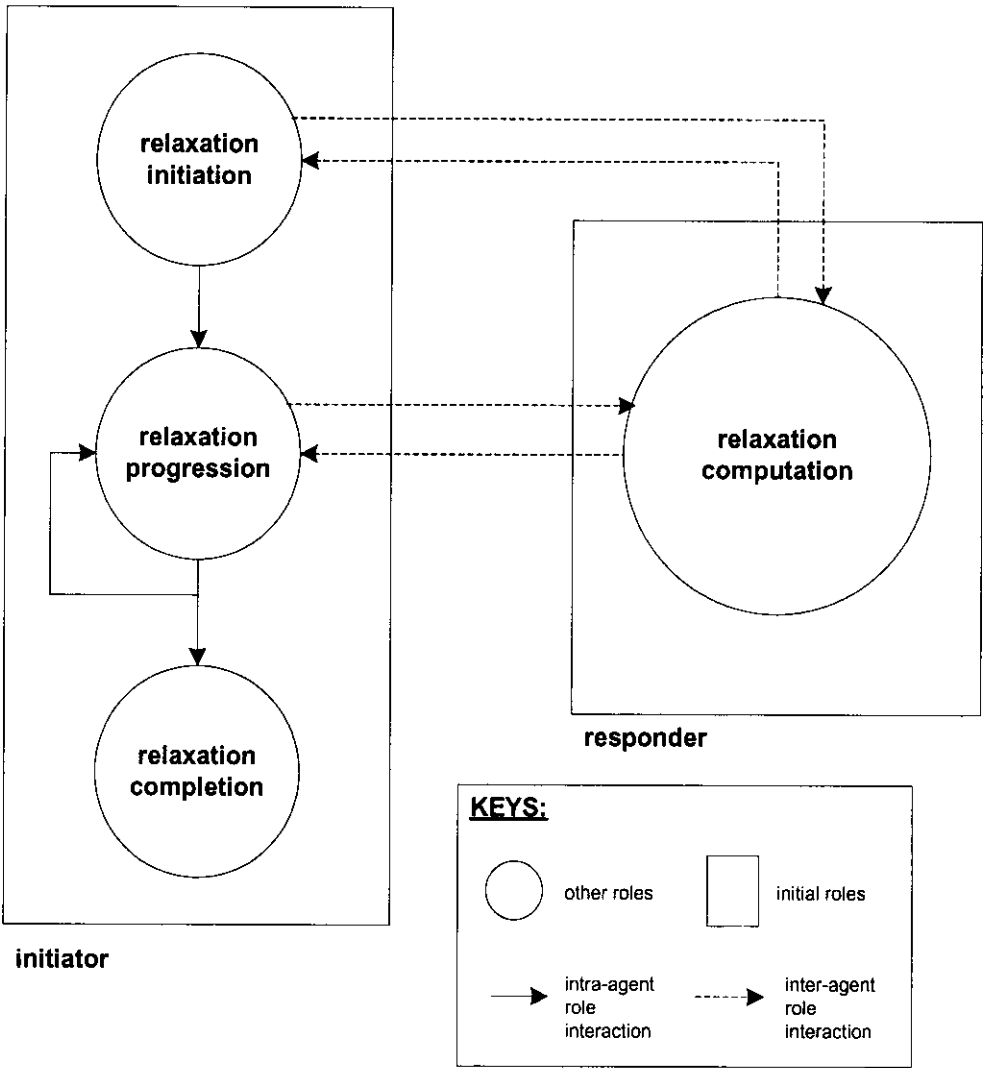 relaxation
initiation
relaxation
progression
relaxation
computation
relaxation
completion
responder
initiator
KEYS:
other roles
initial roles
intra-agent
role
interaction
inter-agent
role
interaction